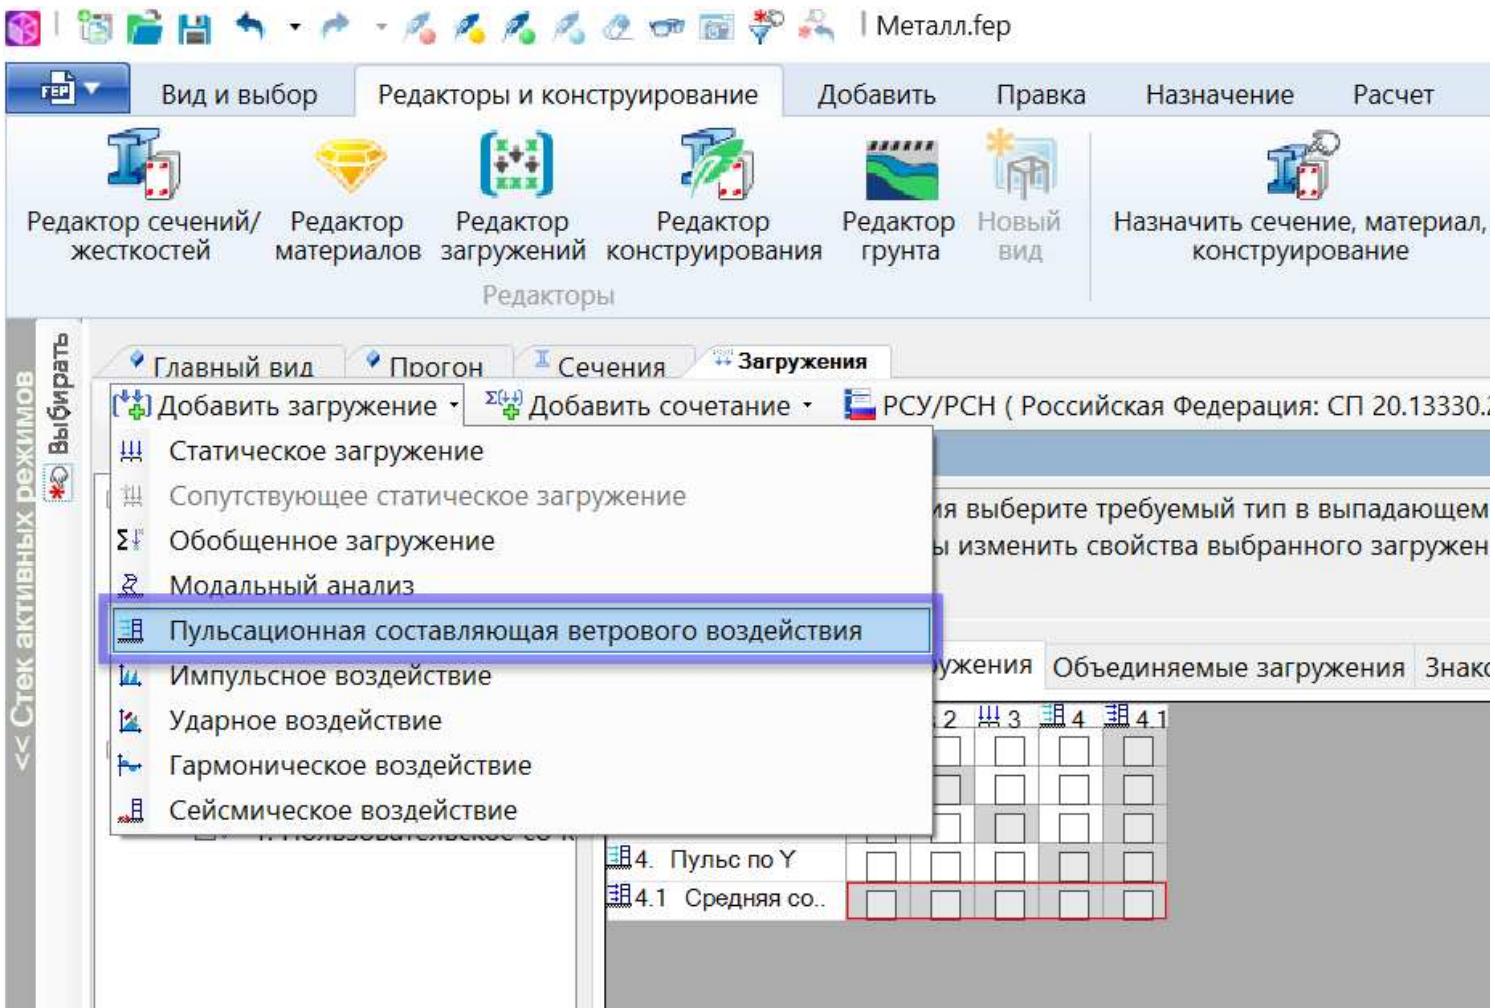 Металл.fep
FEP
Вид и выбор
Редакторы и конструирование
Добавить
Правка
Назначение
Расчет
Редактор сечений/
жесткостей
Редактор
материалов
Редактор
загружений
Редактор
конструирования
Редактор
грунта
Новый
вид
Назначить сечение, материал,
конструирование
Редакторы
<< Стек активных режимов
Выбирать
Главный вид
Прогон
Сечения
Загружения
Добавить загружение
Добавить сочетание
РСУ/РСН ( Российская Федерация: СП 20.13330.2
Статическое загружение
Сопутствующее статическое загружение
Обобщенное загружение
Модальный анализ
Пульсационная составляющая ветрового воздействия
Импульсное воздействие
Ударное воздействие
Гармоническое воздействие
Сейсмическое воздействие
ия выберите требуемый тип в выпадающем
ы изменить свойства выбранного загружен
ужения
Объединяемые загружения
Знако
2 3 4 4.1
4. Пульс по Y
4.1 Средняя со..